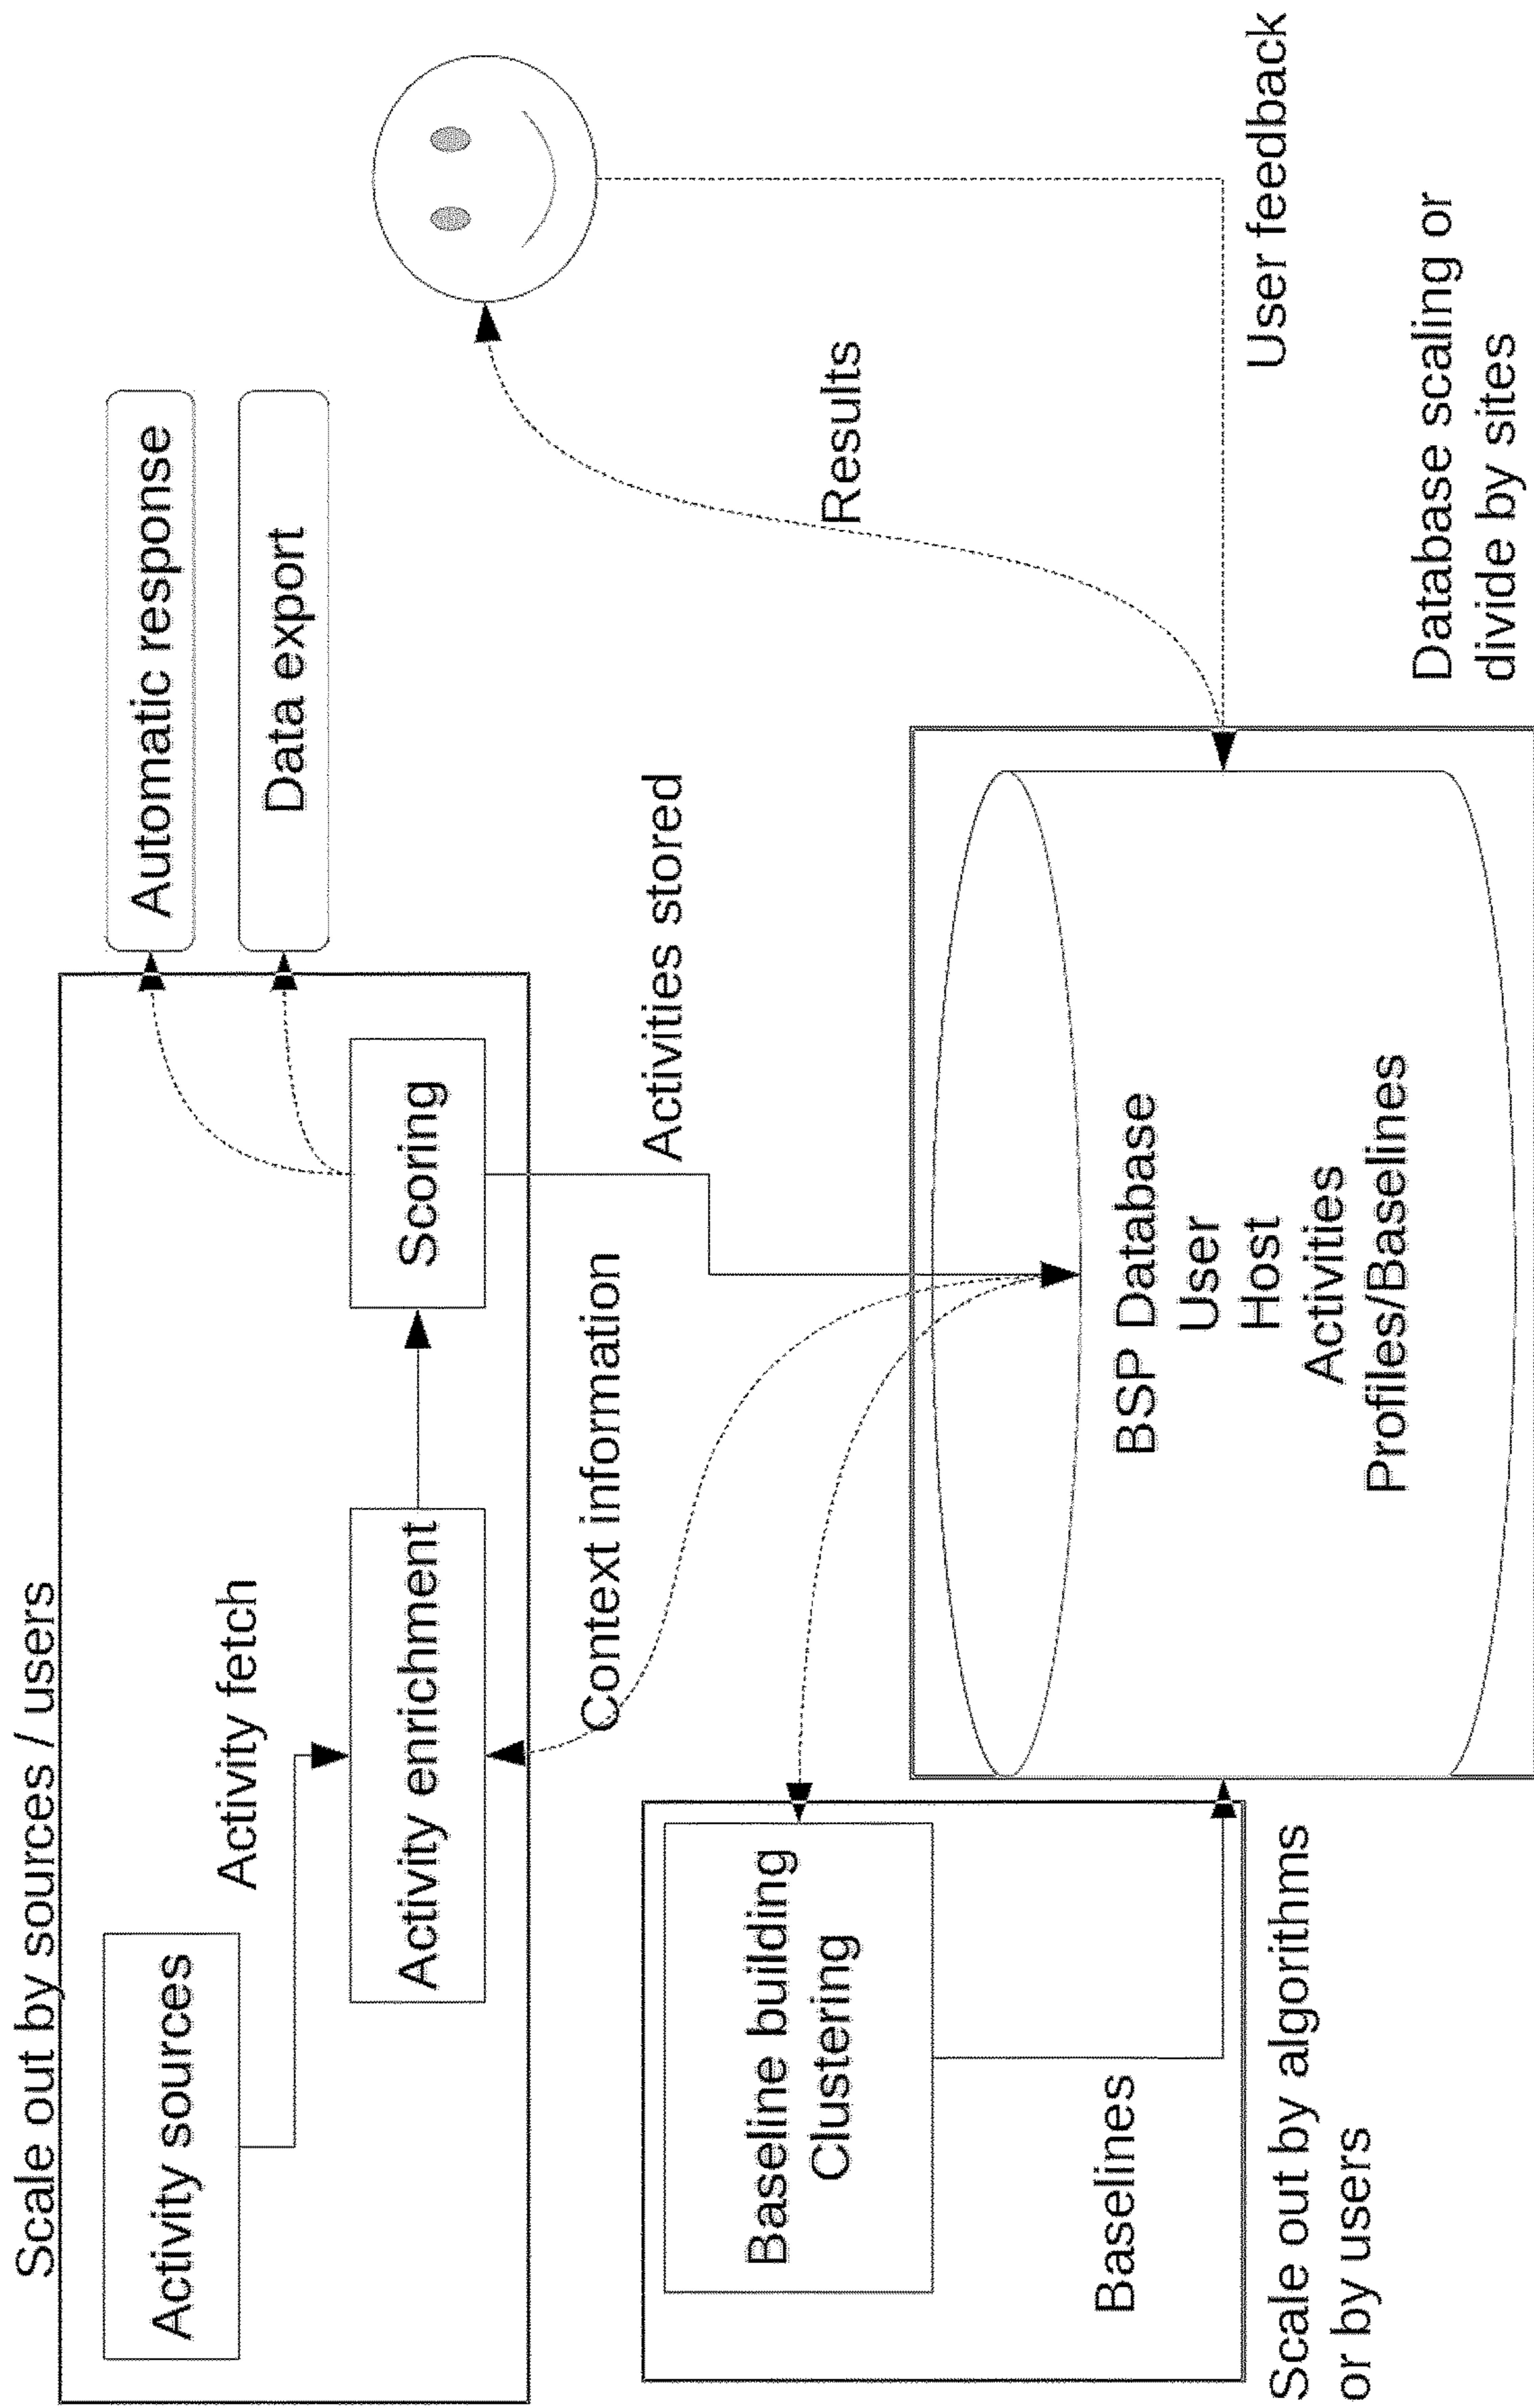 Scale out by sources / users
Activity sources
Activity fetch
Activity enrichment
Scoring
Automatic response
Data export
Context information
Activities stored
Results
User feedback
Baseline building
Clustering
Baselines
Scale out by algorithms
or by users
BSP Database
User
Host
Activities
Profiles/Baselines
Database scaling or
divide by sites